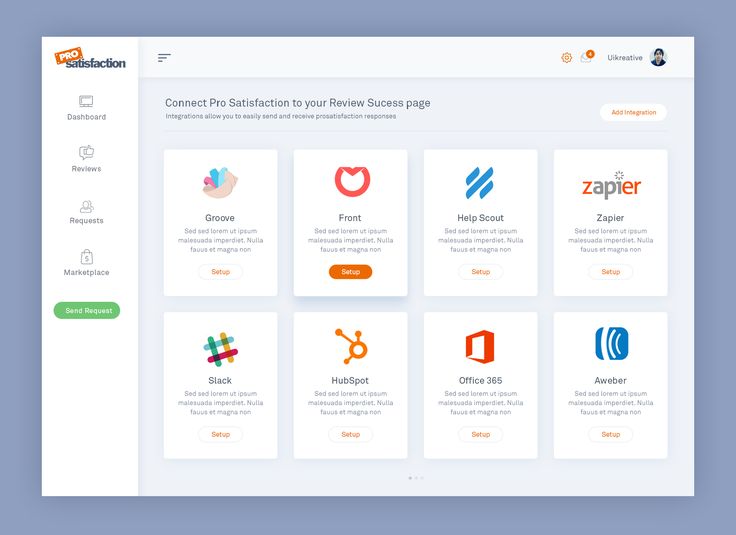 PRO
satisfaction
Dashboard
Reviews
Requests
Marketplace
$
Send Request
4
Uikreative
Connect Pro Satisfaction to your Review Sucess page
Integrations allow you to easily send and receive prosatisfaction responses
Add Integration
Groove
Sed sed lorem ut ipsum
malesuada imperdiet. Nulla
fauus et magna non
Setup
Front
Sed sed lorem ut ipsum
malesuada imperdiet. Nulla
fauus et magna non
Setup
Help Scout
Sed sed lorem ut ipsum
malesuada imperdiet. Nulla
fauus et magna non
Setup
zapier
Zapier
Sed sed lorem ut ipsum
malesuada imperdiet. Nulla
fauus et magna non
Setup
Slack
Sed sed lorem ut ipsum
malesuada imperdiet. Nulla
fauus et magna non
Setup
HubSpot
Sed sed lorem ut ipsum
malesuada imperdiet. Nulla
fauus et magna non
Setup
Office 365
Sed sed lorem ut ipsum
malesuada imperdiet. Nulla
fauus et magna non
Setup
Aweber
Sed sed lorem ut ipsum
malesuada imperdiet. Nulla
fauus et magna non
Setup